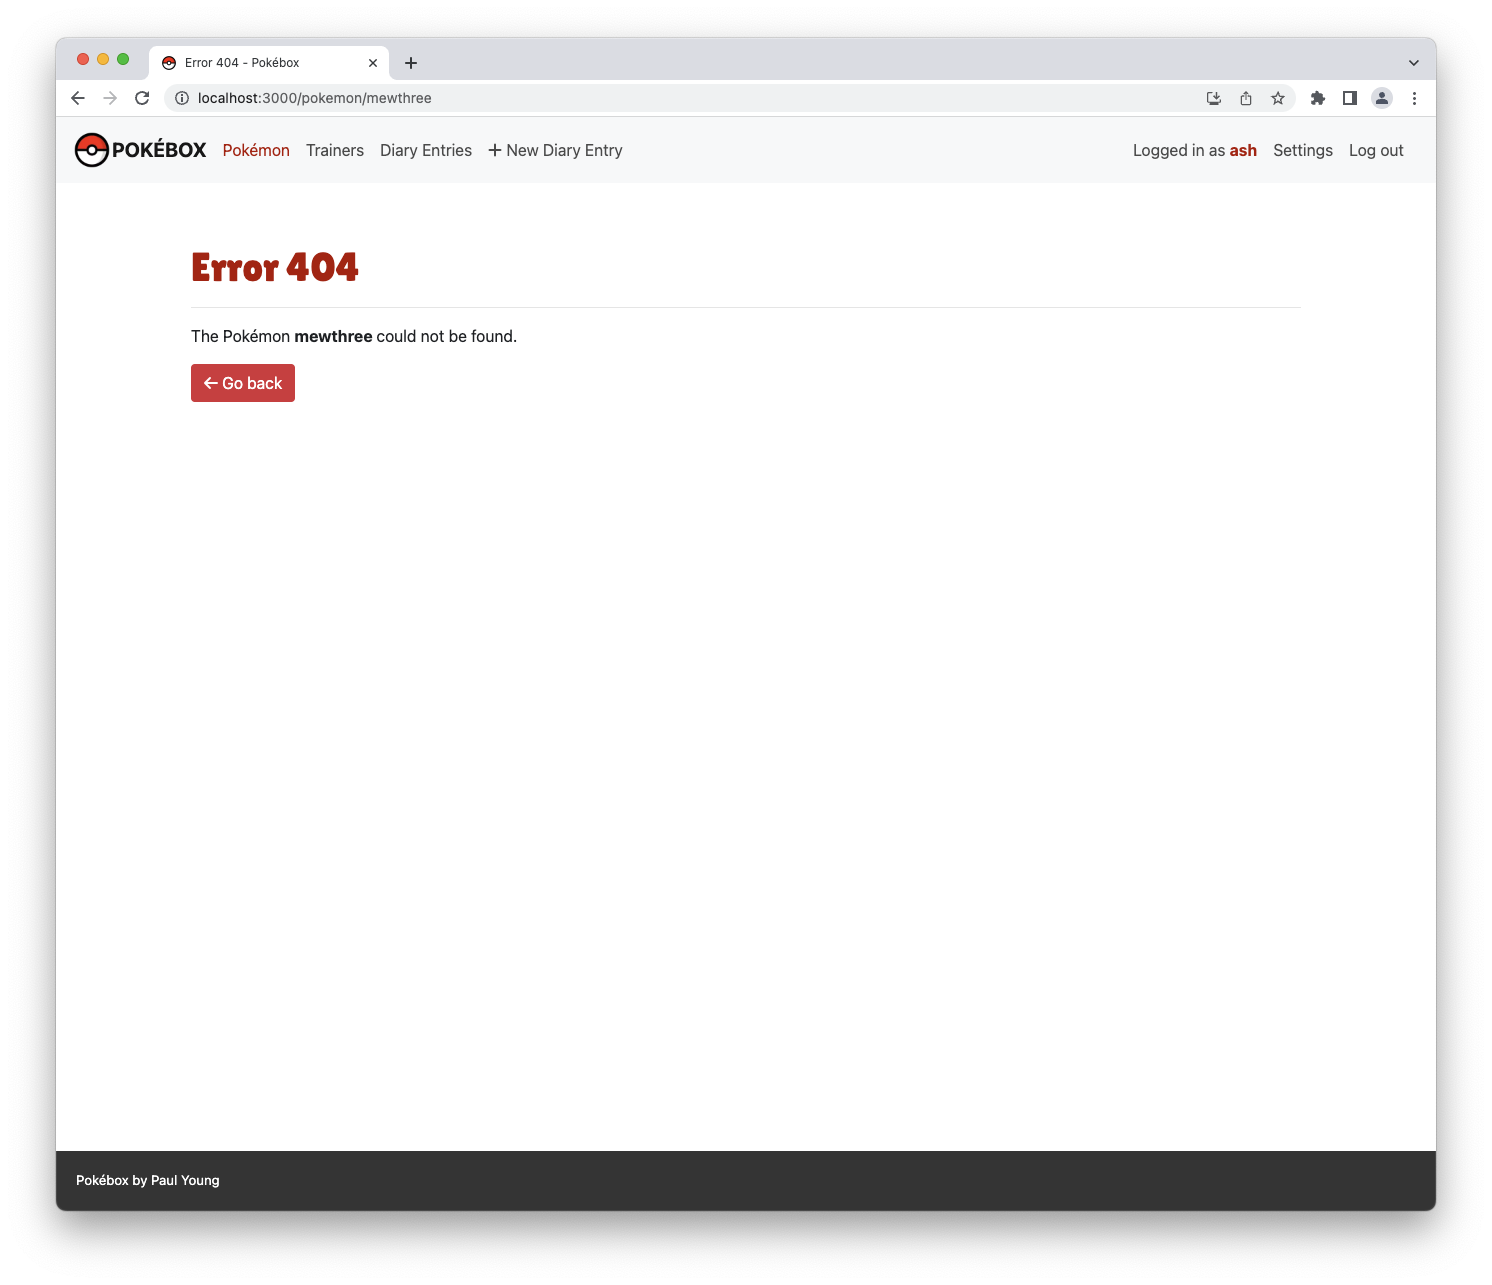 Error 404 - Pokébox
localhost:3000/pokemon/mewthree
POKÉBOX Pokémon Trainers Diary Entries + New Diary Entry Logged in as ash Settings Log out
Error 404
The Pokémon mewthree could not be found.
← Go back
Pokébox by Paul Young